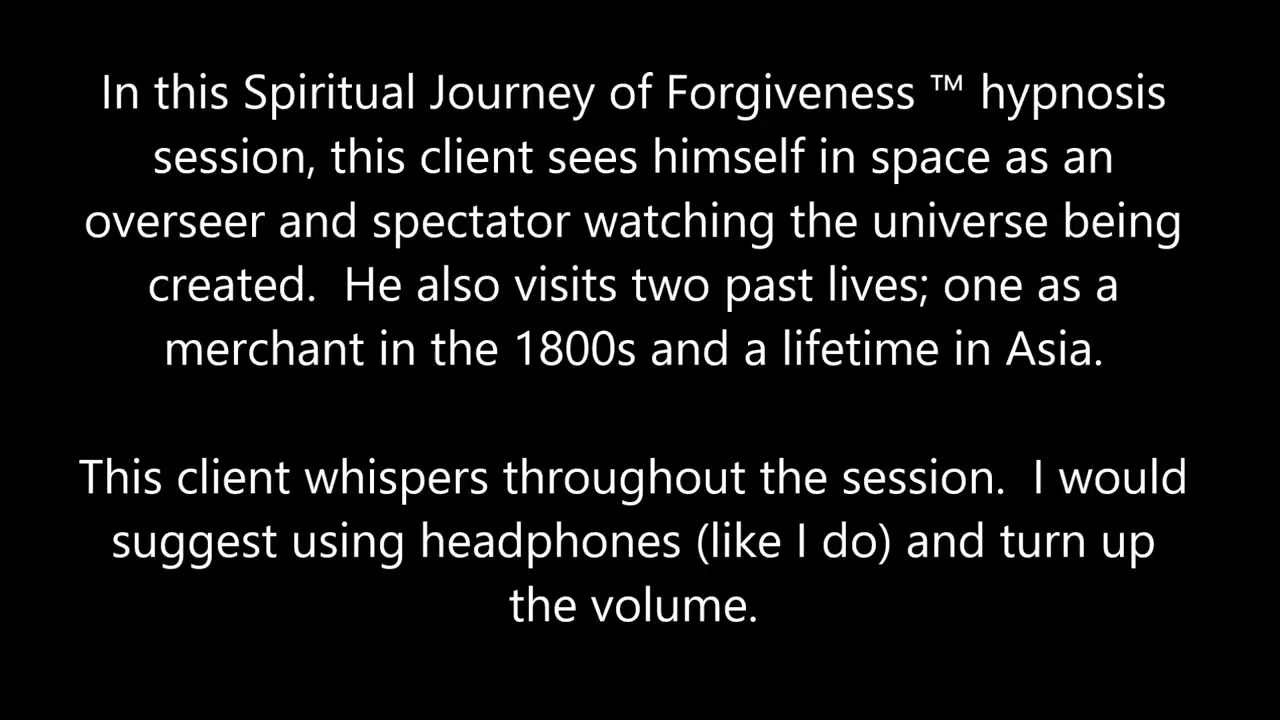 In this Spiritual Journey of Forgiveness ™ hypnosis
session, this client sees himself in space as an
overseer and spectator watching the universe being
created.  He also visits two past lives; one as a
merchant in the 1800s and a lifetime in Asia.
This client whispers throughout the session.  I would
suggest using headphones (like I do) and turn up
the volume.